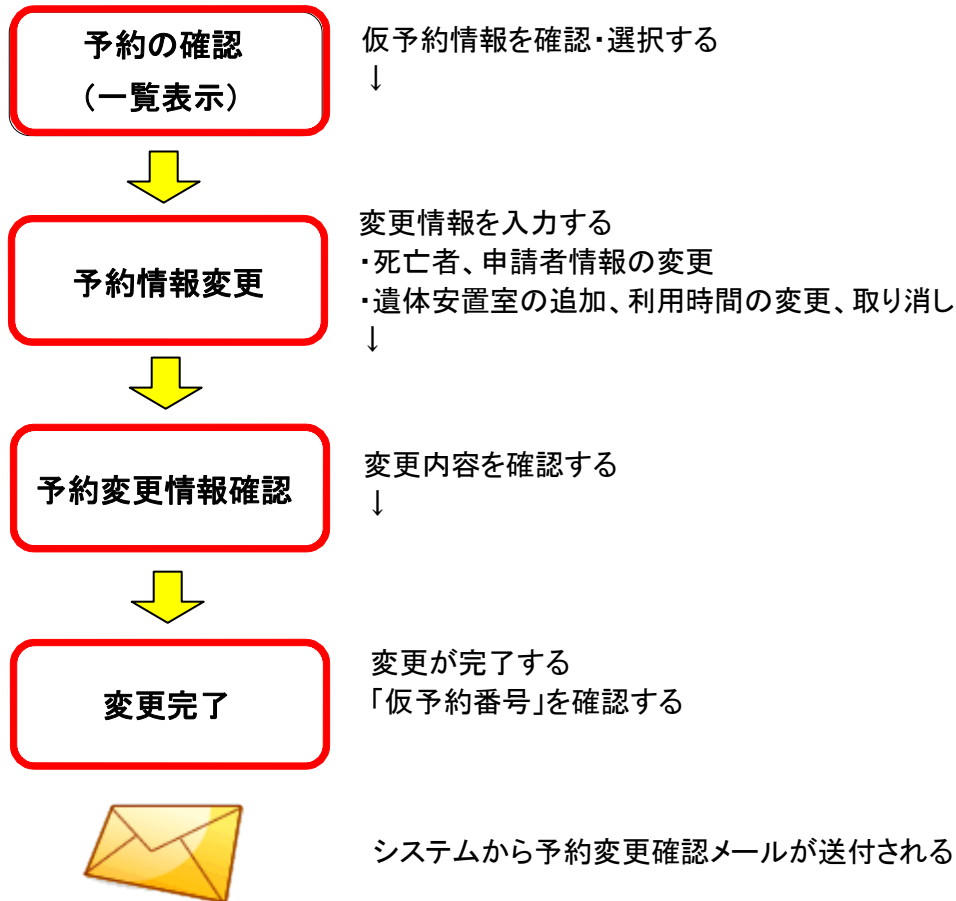 予約の確認
(一覧表示)
仮予約情報を確認・選択する
↓
予約情報変更
変更情報を入力する
・死亡者、申請者情報の変更
・遺体安置室の追加、利用時間の変更、取り消し
↓
予約変更情報確認
変更内容を確認する
↓
変更完了
変更が完了する
「仮予約番号」を確認する
システムから予約変更確認メールが送付される